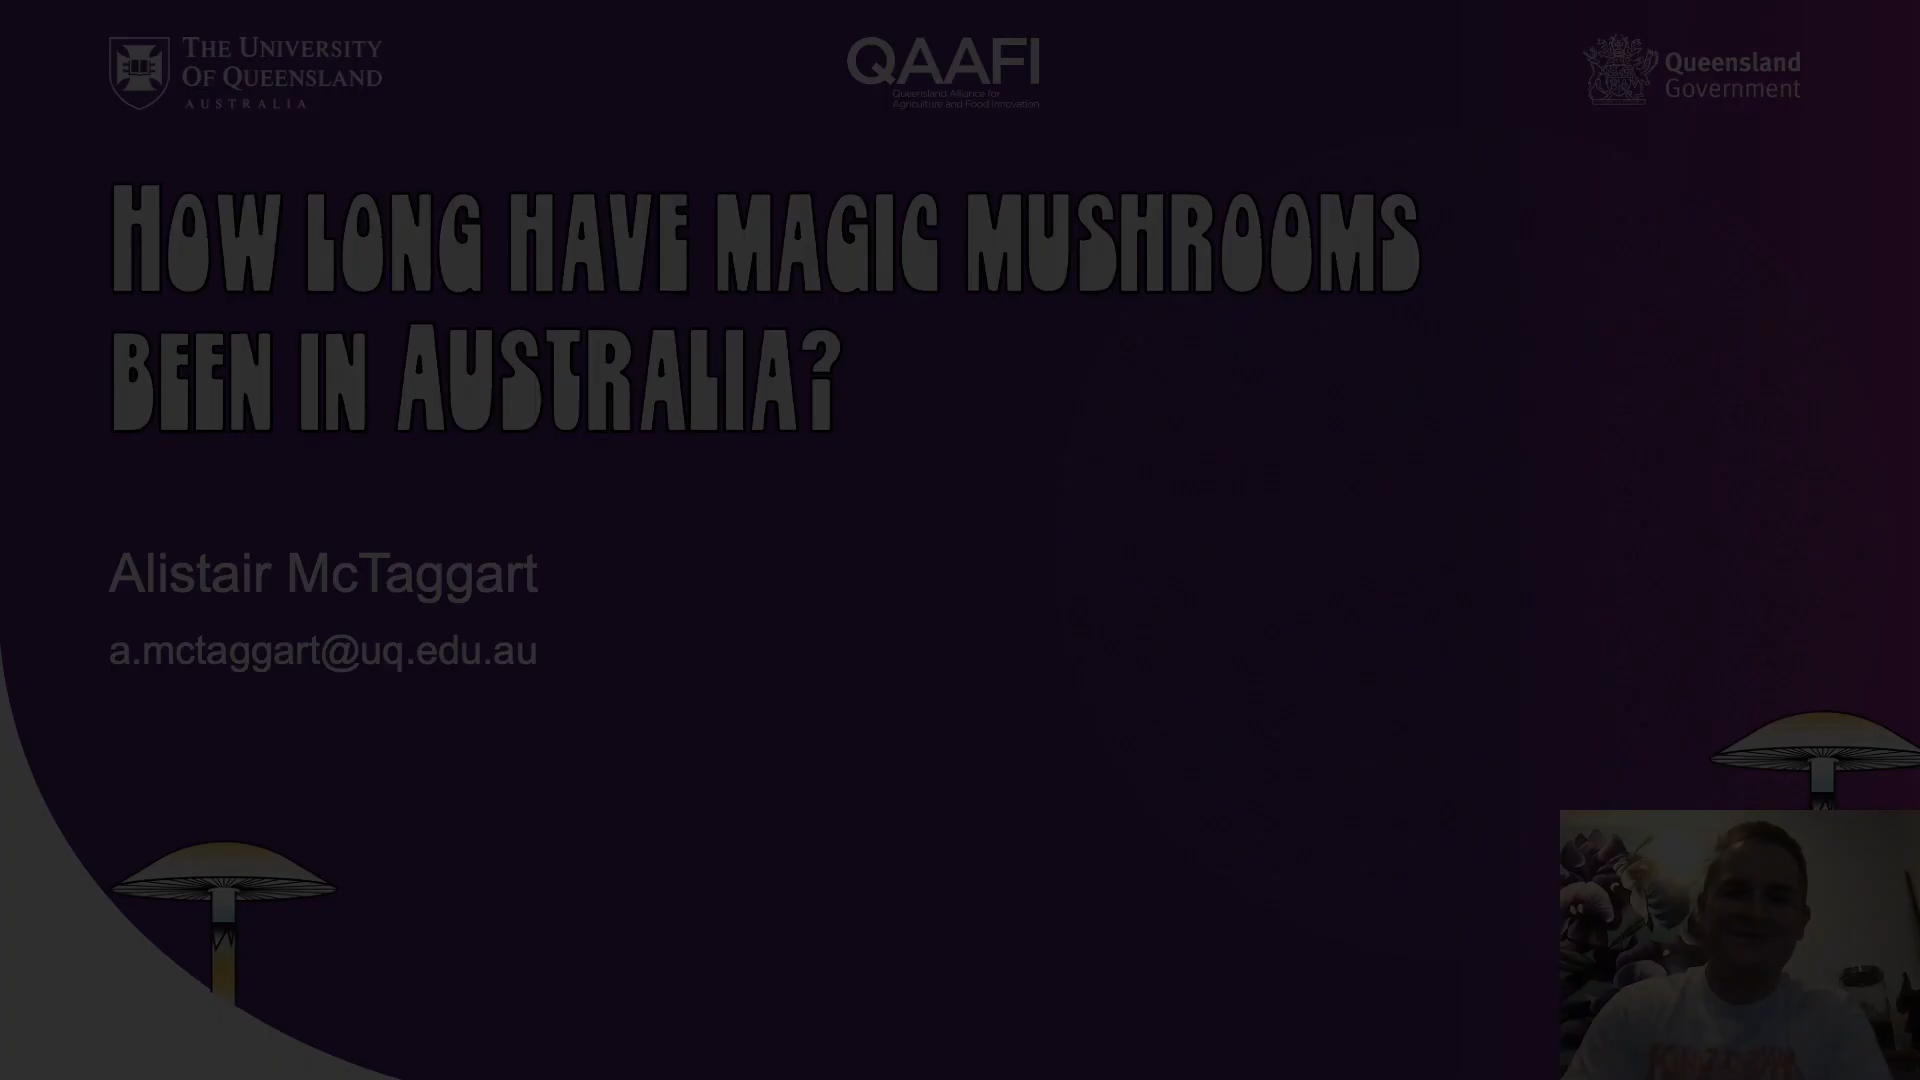 THE UNIVERSITY
OF QUEENSLAND
AUSTRALIA
QAAFI
Queensland Alliance for
Agriculture and Food Innovation
Queensland
Government
HOW LONG HAVE MAGIC MUSHROOMS
BEEN IN AUSTRALIA?
Alistair McTaggart
a.mctaggart@uq.edu.au